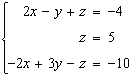 2x − y + z = −4
z = 5
−2x + 3y − z = −10